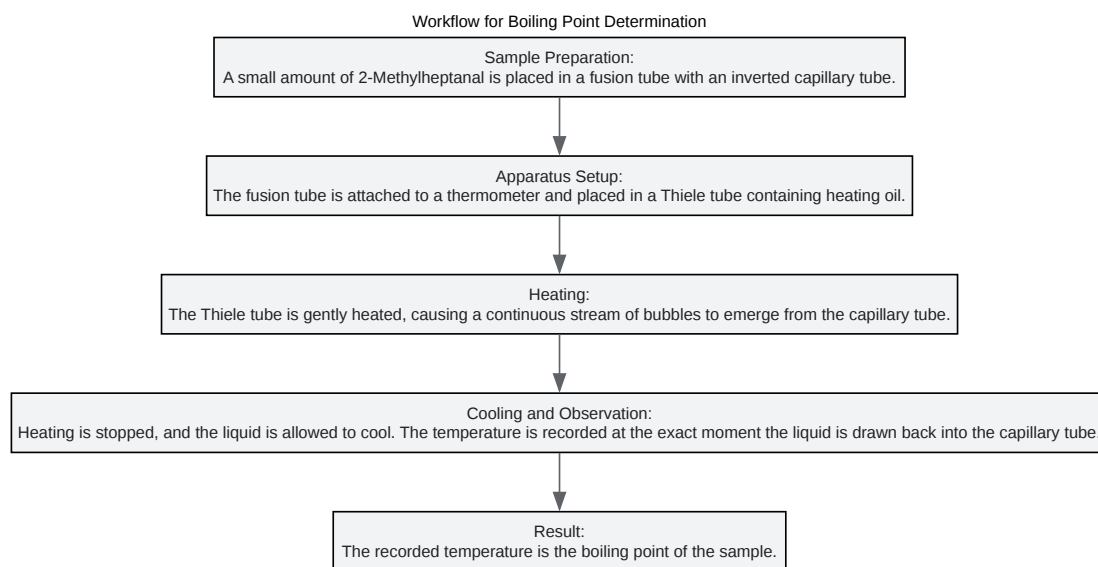 Workflow for Boiling Point Determination
Sample Preparation:
A small amount of 2-Methylheptanal is placed in a fusion tube with an inverted capillary tube.
Apparatus Setup:
The fusion tube is attached to a thermometer and placed in a Thiele tube containing heating oil.
Heating:
The Thiele tube is gently heated, causing a continuous stream of bubbles to emerge from the capillary tube.
Cooling and Observation:
Heating is stopped, and the liquid is allowed to cool. The temperature is recorded at the exact moment the liquid is drawn back into the capillary tube.
Result:
The recorded temperature is the boiling point of the sample.